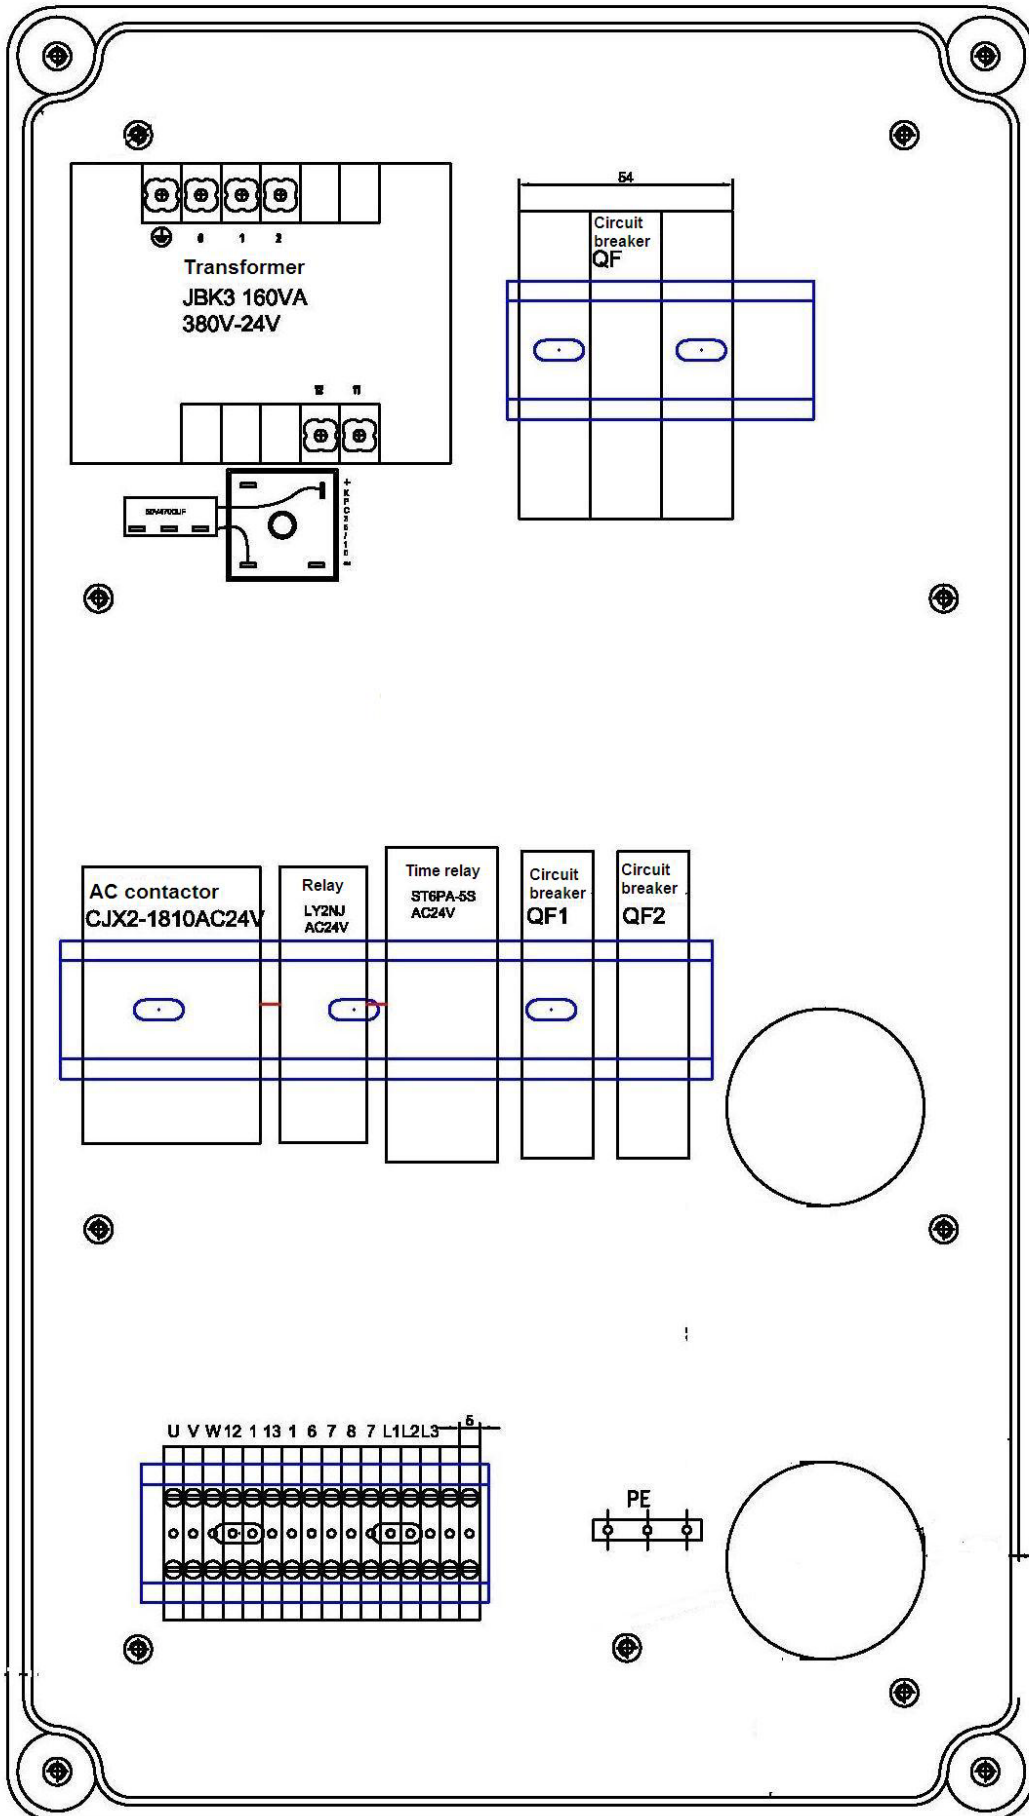 54
Circuit
breaker
QF
1 2
Transformer
JBK3 160VA
380V-24V
11
50V4700UF
AC contactor
CJX2-1810AC24V
Relay
LY2NJ
AC24V
Time relay
ST6PA-5S
AC24V
Circuit
breaker
QF1
Circuit
breaker
QF2
U V W 12 1 13 1 6 7 8 7 L1 L2 L3
PE